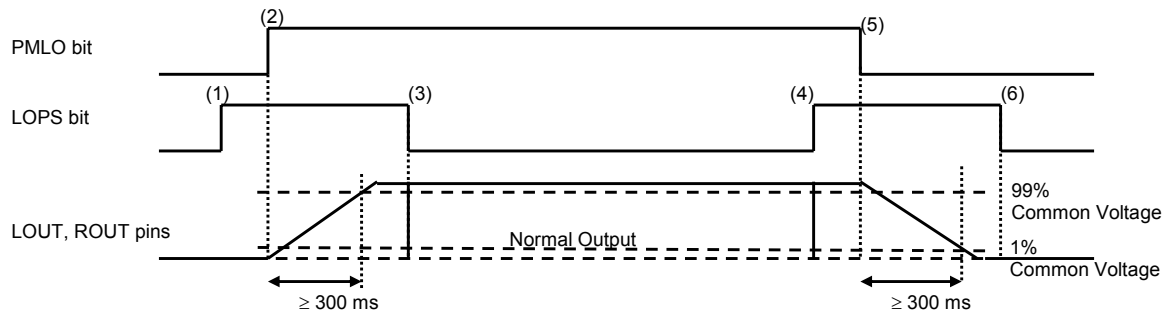 (2)
(5)
PMLO bit
(1)
(3)
(4)
(6)
LOPS bit
99%
Common Voltage
LOUT, ROUT pins
Normal Output
1%
Common Voltage
≥ 300 ms
≥ 300 ms